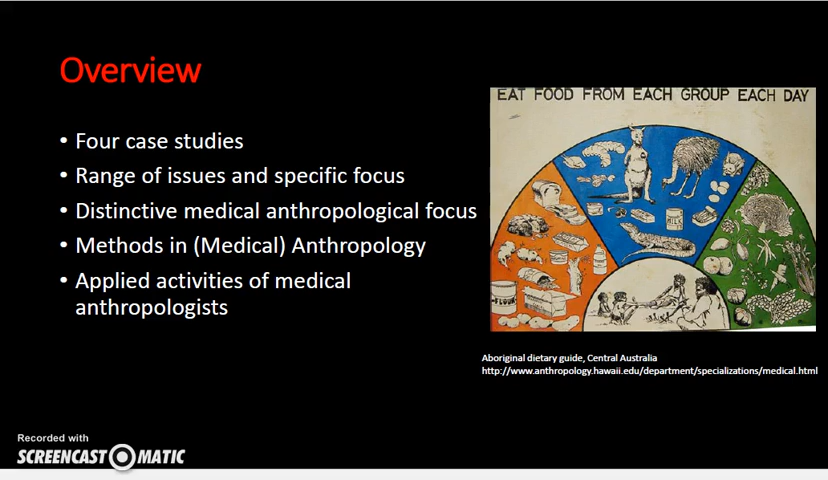 Overview
• Four case studies
• Range of issues and specific focus
• Distinctive medical anthropological focus
• Methods in (Medical) Anthropology
• Applied activities of medical
anthropologists
EAT FOOD FROM EACH GROUP EACH DAY
MILK
FLOUR
Aboriginal dietary guide, Central Australia
http://www.anthropology.hawaii.edu/department/specializations/medical.html
Recorded with
SCREENCAST MATIC